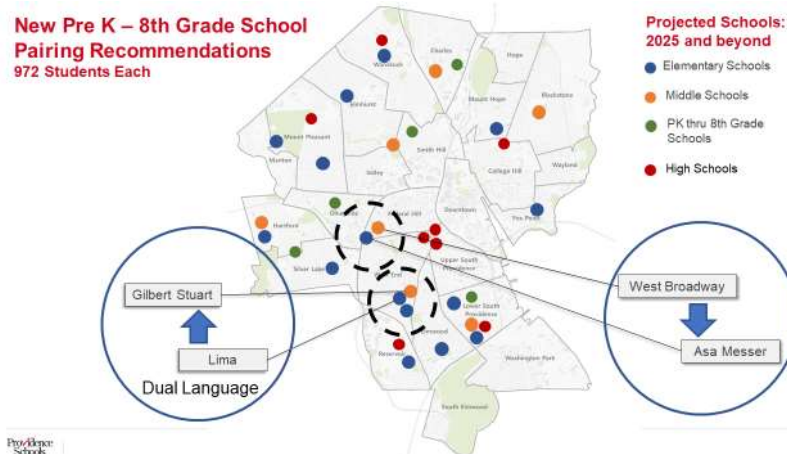 New Pre K – 8th Grade School
Pairing Recommendations
972 Students Each
Projected Schools:
2025 and beyond
Elementary Schools
Middle Schools
PK thru 8th Grade
Schools
High Schools
Wanskuck
Charles
Hope
Elmhurst
Mount Hope
Blackstone
Mount Pleasant
Manton
Smith Hill
Valley
College Hill
Wayland
Olneyville
Federal Hill
Downtown
Fox Point
Hartford
Silver Lake
West End
Upper South
Providence
Gilbert Stuart
Lima
Dual Language
West Broadway
Asa Messer
Lower South
Providence
Elmwood
Reservoir
Washington Park
South Elmwood
Providence
Schools